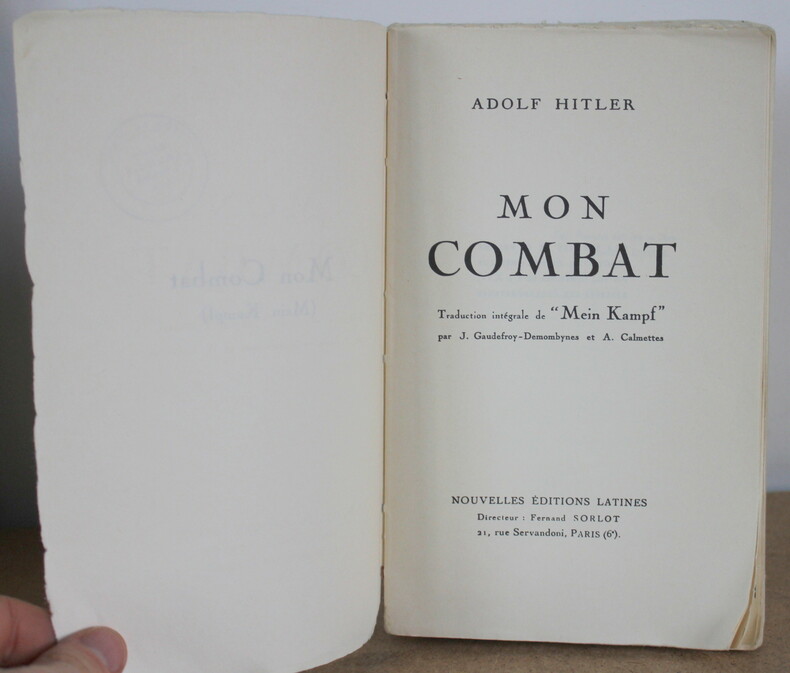 ADOLF HITLER
MON
COMBAT
Traduction intégrale de “Mein Kampf”
par J. Gaudefroy-Demombynes et A. Calmettes
NOUVELLES ÉDITIONS LATINES
Directeur : Fernand SORLOT
21, rue Servandoni, PARIS (6ᵉ).